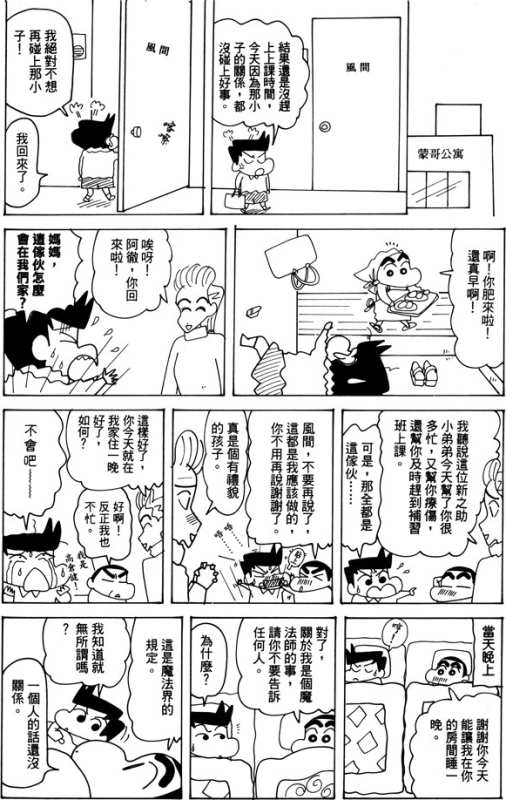 蒙哥公寓
風間
結果還是沒趕
上上課時間，
今天因為那小
子的關係，都
沒碰上好事。
風間
我絕對不想
再碰上那小
子！
我回來了。
啊！你肥來啦！
還真早啊！
唉呀！
阿徹，你回
來啦！
媽媽，
這傢伙怎麼
會在我們家？
我聽說這位新之助
小弟弟今天幫了你很
多忙，又幫你療傷，
還幫你及時趕到補習
班上課。
可是，那全都是
這傢伙……
風間，不要再說了，
這都是我應該做的，
你不用再說謝謝了。
真是個有禮貌
的孩子。
這樣好了，
你今天就在
我家住一晚
好了，
如何？
好啊！
反正我也
不忙。
我是
高倉健！
不會吧———
當天晚上
謝謝你今天
能讓我在你
的房間睡一
晚。
對了，
關於我是個魔
法師的事，
請你不要告訴
任何人。
為什麼？
這是魔法界的
規定。
我知道就
無所謂嗎
？
一個人的話還沒
關係。